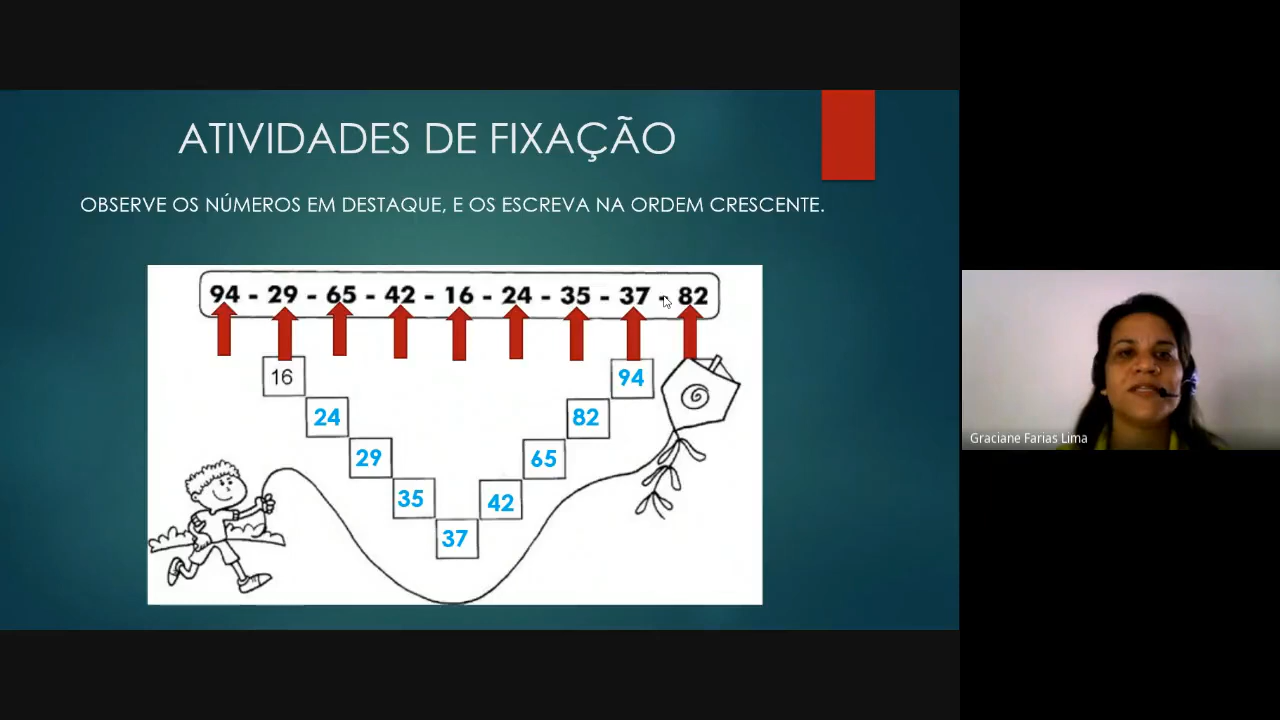 ATIVIDADES DE FIXAÇÃO
OBSERVE OS NÚMEROS EM DESTAQUE, E OS ESCREVA NA ORDEM CRESCENTE.
94 - 29 - 65 - 42 - 16 - 24 - 35 - 37 - 82
16
24
29
35
37
42
65
82
94
Graciane Farias Lima